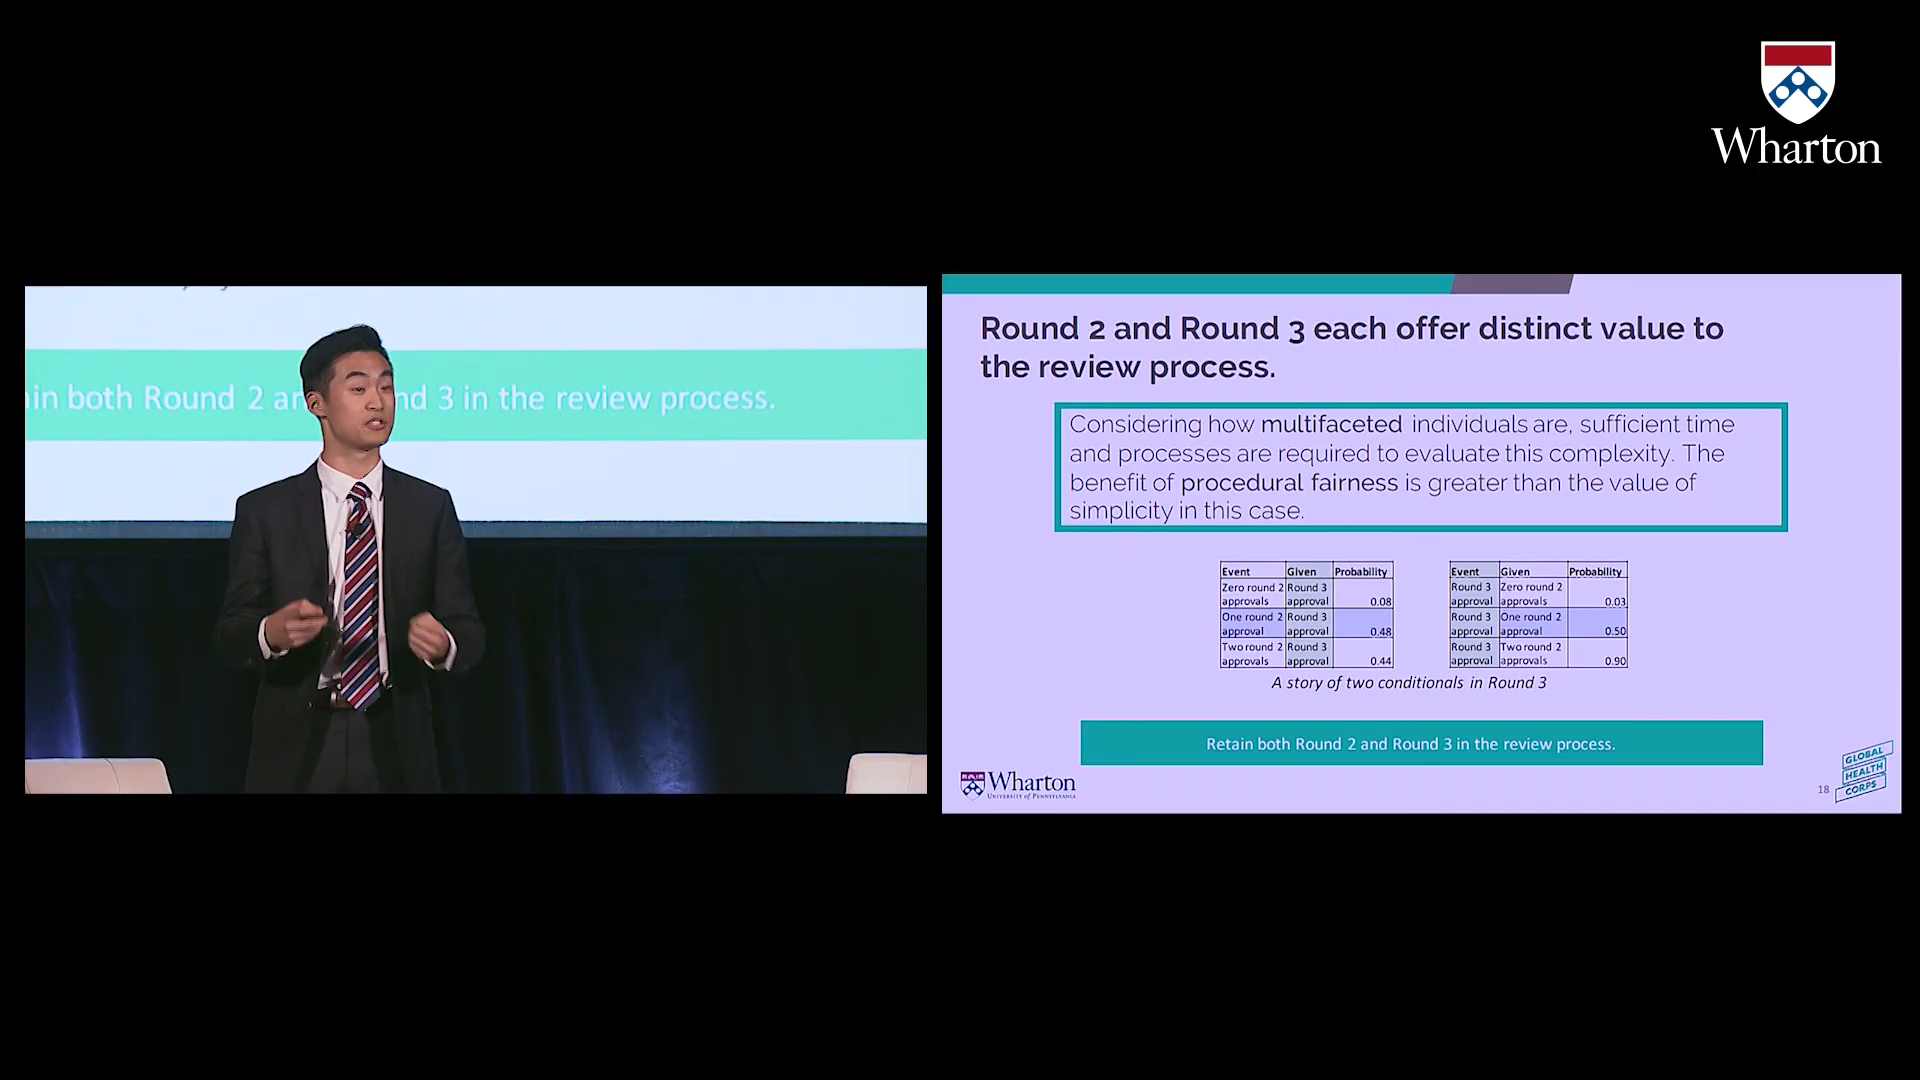 Wharton
in both Round 2 an
nd 3 in the review process.
Round 2 and Round 3 each offer distinct value to
the review process.
Considering how multifaceted individuals are, sufficient time
and processes are required to evaluate this complexity. The
benefit of procedural fairness is greater than the value of
simplicity in this case.
Event Given Probability
Zero round 2 Round 3
approvals approval 0.08
One round 2 Round 3
approval approval 0.48
Two round 2 Round 3
approvals approval 0.44
Event Given Probability
Round 3 Zero round 2
approval approvals 0.03
Round 3 One round 2
approval approval 0.50
Round 3 Two round 2
approval approvals 0.90
A story of two conditionals in Round 3
Retain both Round 2 and Round 3 in the review process.
Wharton
UNIVERSITY of PENNSYLVANIA
18
GLOBAL
HEALTH
CORPS